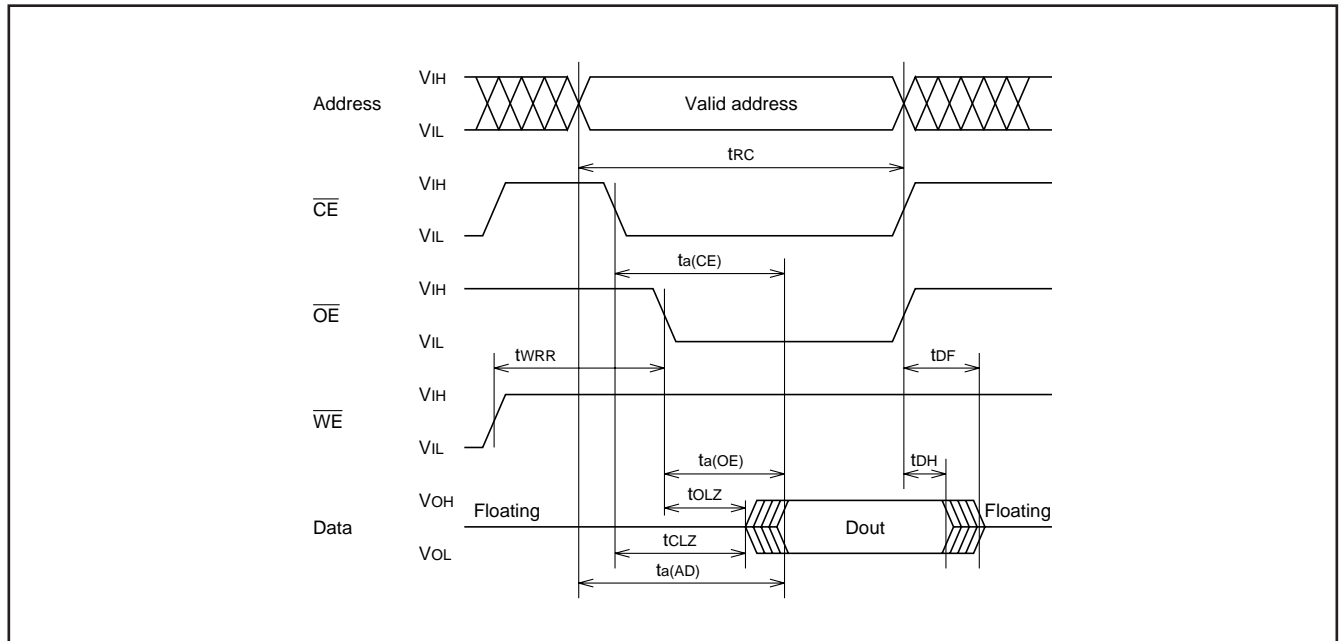 VIH
Address
Valid address
VIL
tRC
VIH
CE
VIL
ta(CE)
VIH
OE
VIL
tWRR
tDF
VIH
WE
VIL
ta(OE)
tDH
VOH
Floating
tOLZ
Floating
Data
Dout
tCLZ
VOL
ta(AD)